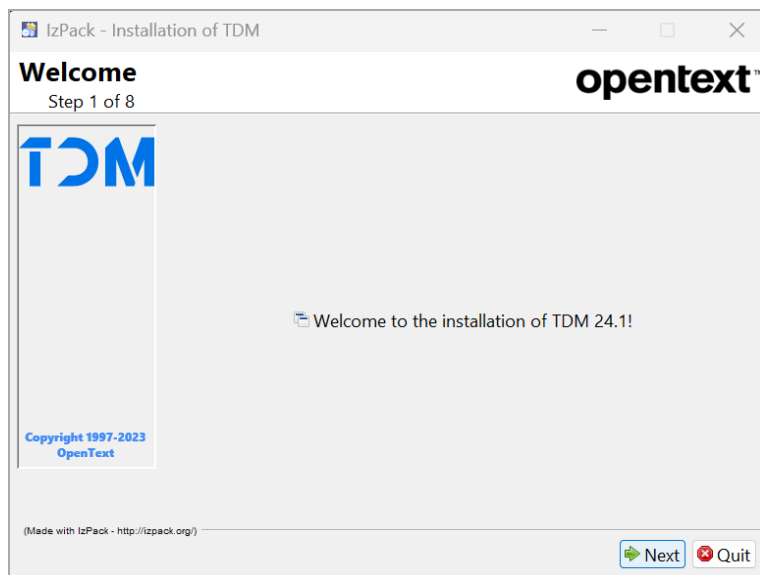 IzPack - Installation of TDM
Welcome
Step 1 of 8
opentext™
TDM
Welcome to the installation of TDM 24.1!
Copyright 1997-2023
OpenText
(Made with IzPack - http://izpack.org/)
Next
Quit